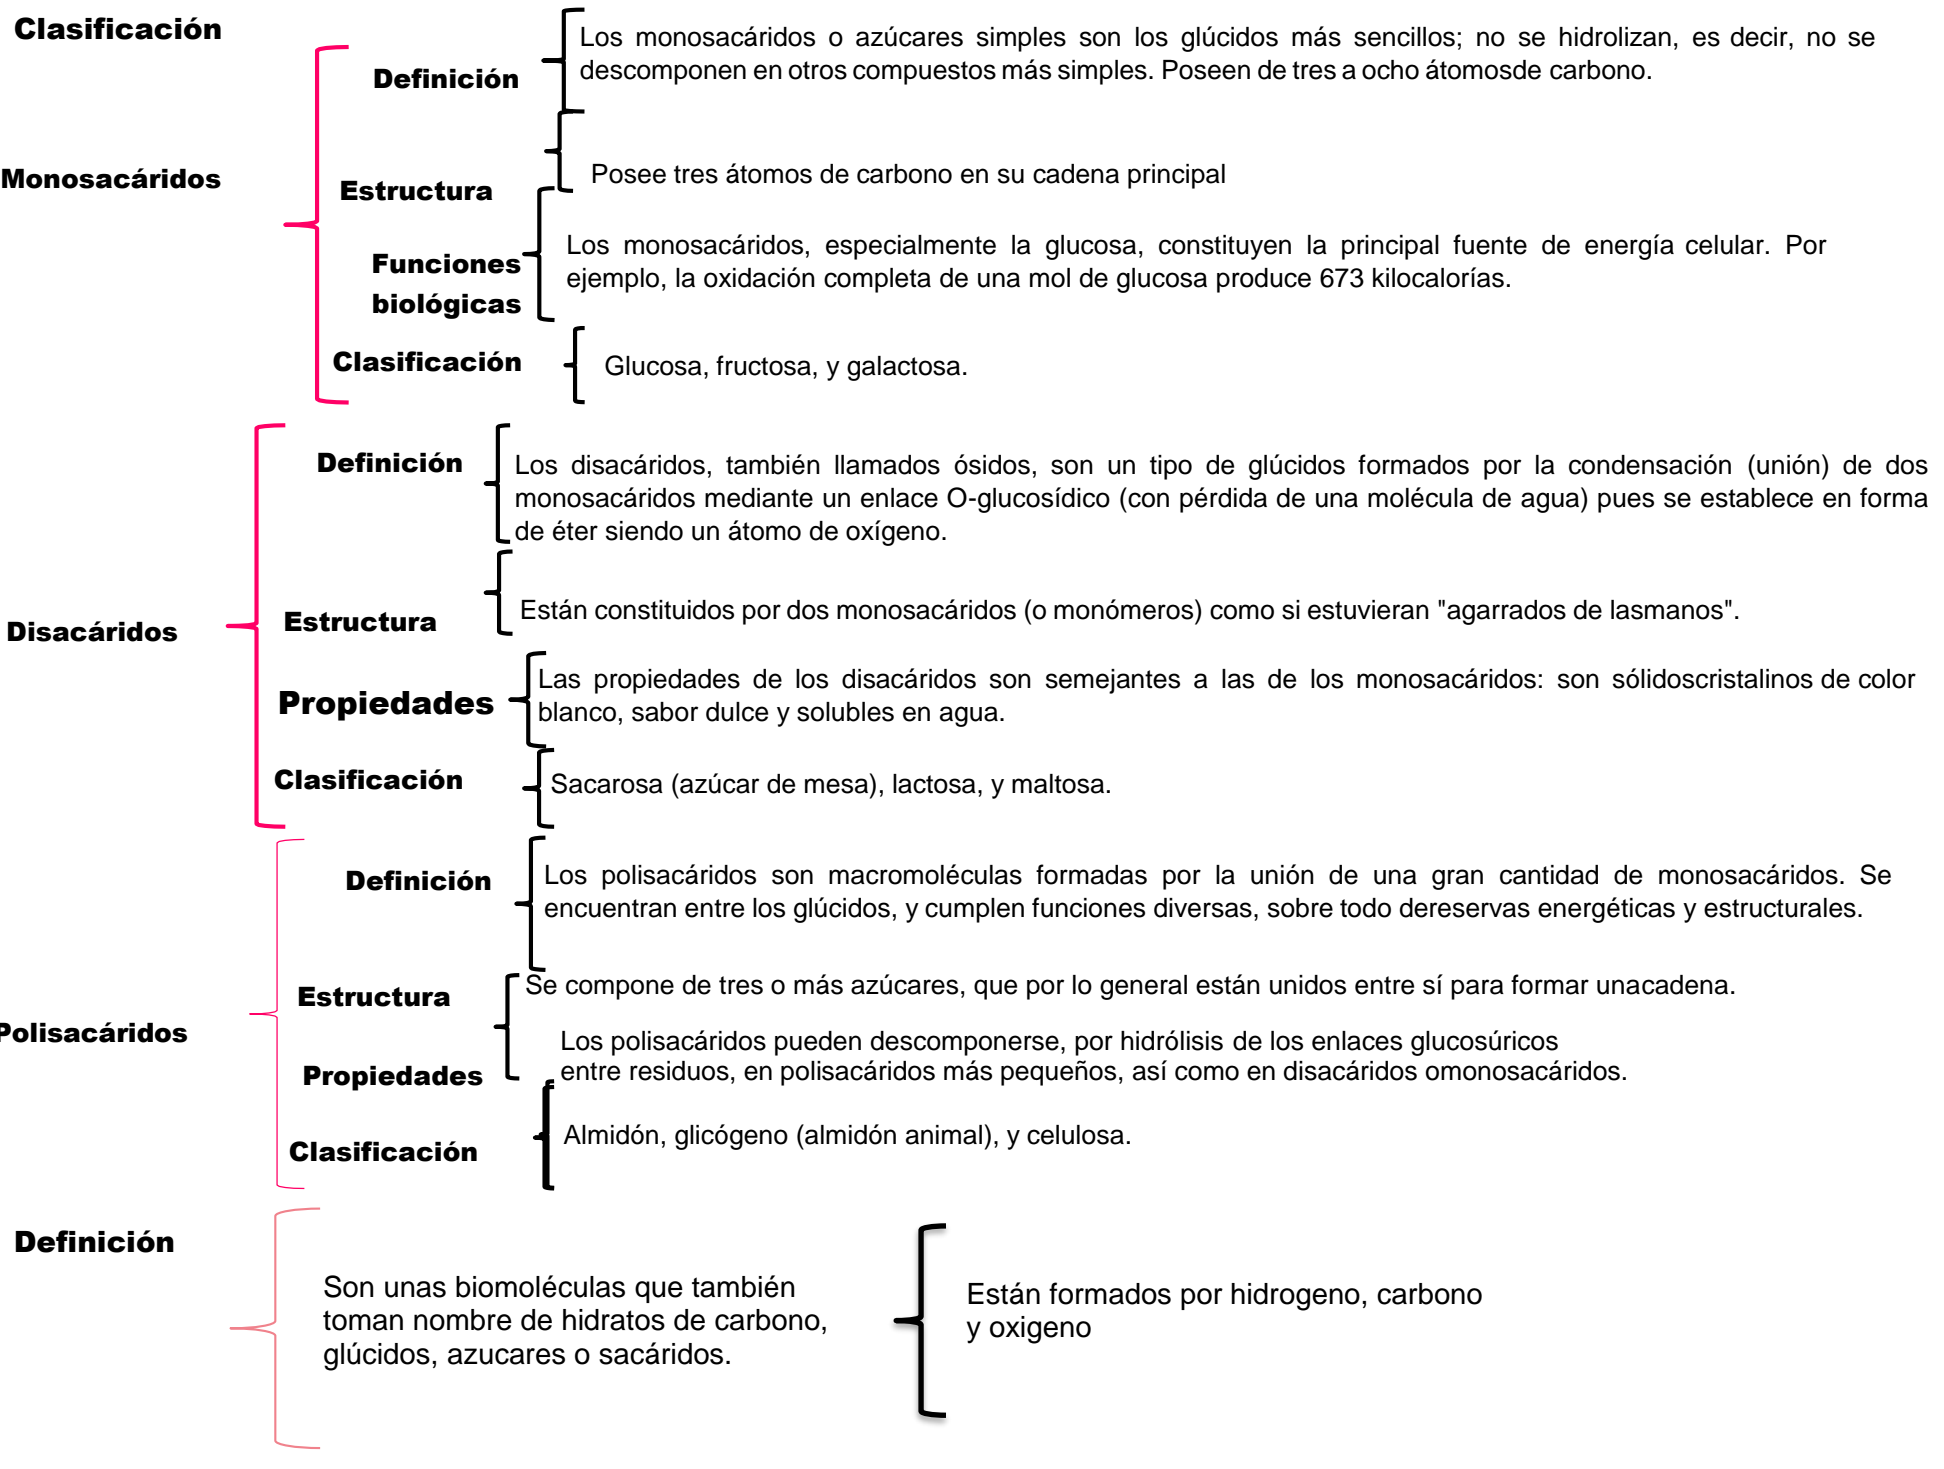 Clasificación
Definición
Los monosacáridos o azúcares simples son los glúcidos más sencillos; no se hidrolizan, es decir, no se
descomponen en otros compuestos más simples. Poseen de tres a ocho átomosde carbono.
Monosacáridos
Estructura
Posee tres átomos de carbono en su cadena principal
Funciones
biológicas
Los monosacáridos, especialmente la glucosa, constituyen la principal fuente de energía celular. Por
ejemplo, la oxidación completa de una mol de glucosa produce 673 kilocalorías.
Clasificación
Glucosa, fructosa, y galactosa.
Definición
Los disacáridos, también llamados ósidos, son un tipo de glúcidos formados por la condensación (unión) de dos
monosacáridos mediante un enlace O-glucosídico (con pérdida de una molécula de agua) pues se establece en forma
de éter siendo un átomo de oxígeno.
Disacáridos
Estructura
Están constituidos por dos monosacáridos (o monómeros) como si estuvieran "agarrados de lasmanos".
Propiedades
Las propiedades de los disacáridos son semejantes a las de los monosacáridos: son sólidoscristalinos de color
blanco, sabor dulce y solubles en agua.
Clasificación
Sacarosa (azúcar de mesa), lactosa, y maltosa.
Definición
Los polisacáridos son macromoléculas formadas por la unión de una gran cantidad de monosacáridos. Se
encuentran entre los glúcidos, y cumplen funciones diversas, sobre todo dereservas energéticas y estructurales.
Estructura
Se compone de tres o más azúcares, que por lo general están unidos entre sí para formar unacadena.
Polisacáridos
Propiedades
Los polisacáridos pueden descomponerse, por hidrólisis de los enlaces glucosúricos
entre residuos, en polisacáridos más pequeños, así como en disacáridos omonosacáridos.
Clasificación
Almidón, glicógeno (almidón animal), y celulosa.
Definición
Son unas biomoléculas que también
toman nombre de hidratos de carbono,
glúcidos, azucares o sacáridos.
Están formados por hidrogeno, carbono
y oxigeno